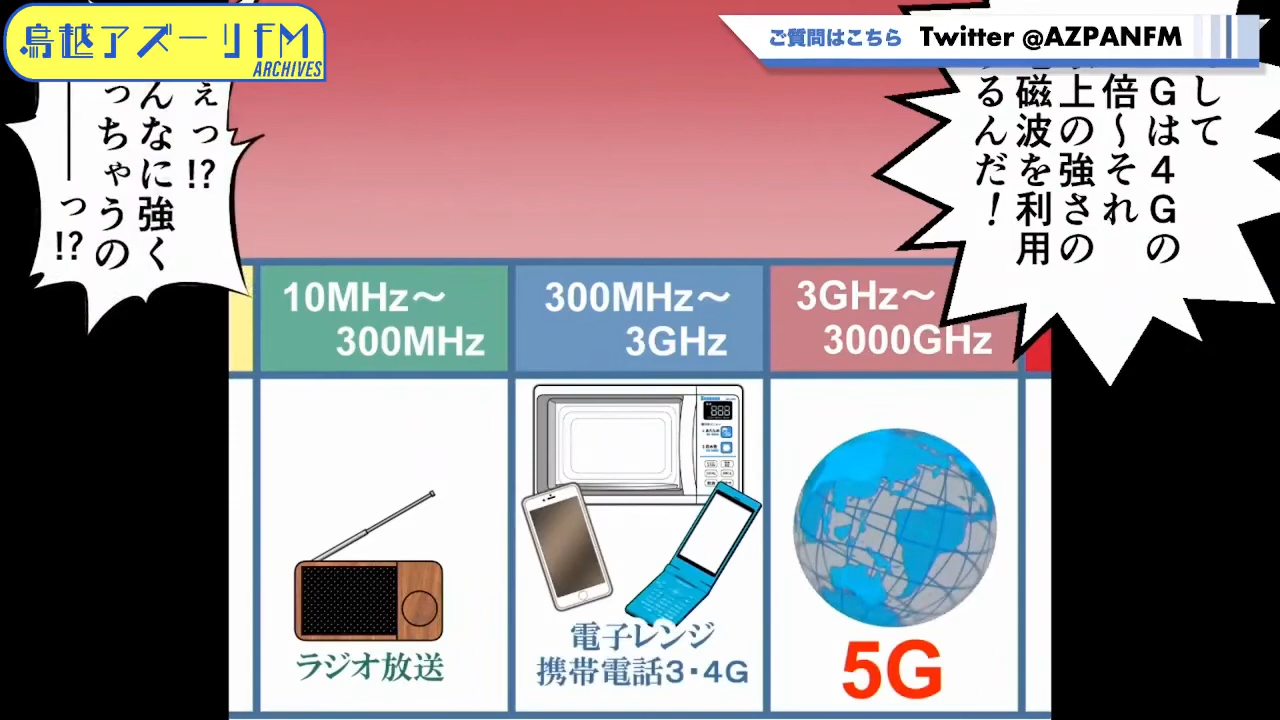 鳥越アズーリFM
ARCHIVES
ご質問はこちら Twitter @AZPANFM
して
Gは4Gの
倍〜それ
上の強さの
磁波を利用
るんだ!
ぇっ!?
んなに強く
っちゃうの
っ!?
10MHz〜
300MHz
300MHz〜
3GHz
3GHz〜
3000GHz
ラジオ放送
電子レンジ
携帯電話3・4G
5G